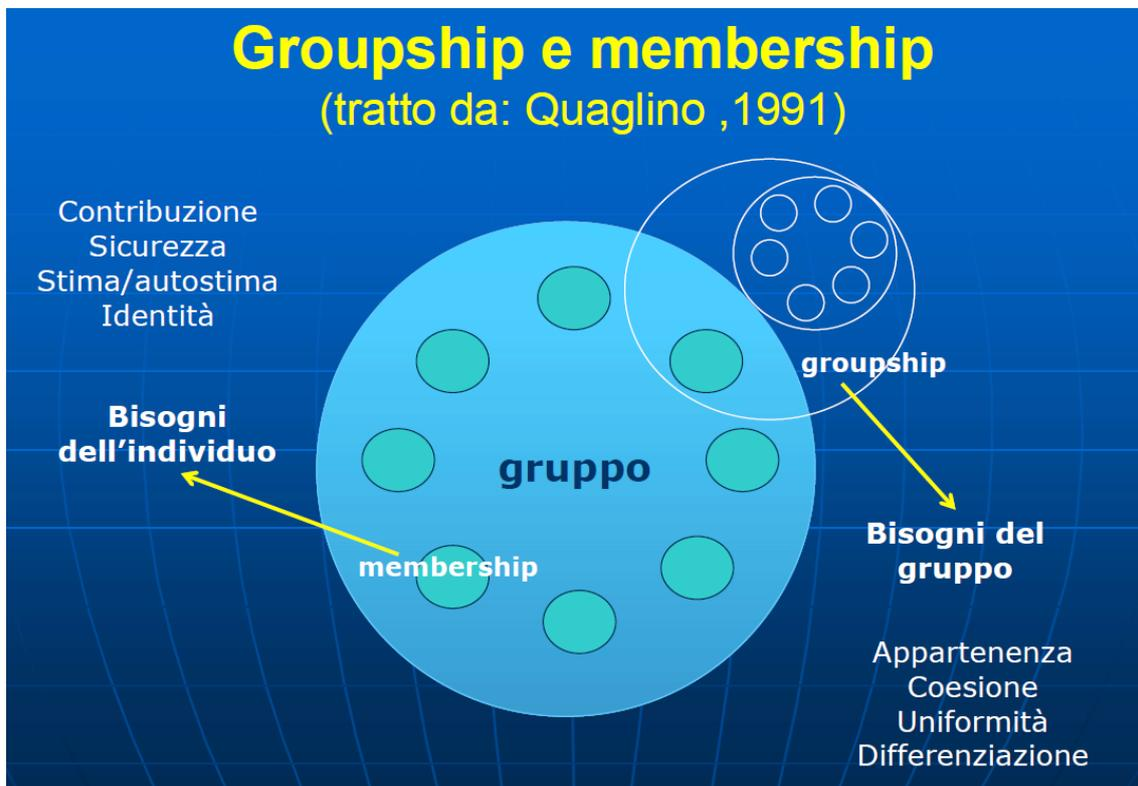 Groupship e membership
(tratto da: Quaglino ,1991)
Contribuzione
Sicurezza
Stima/autostima
Identità
Bisogni
dell’individuo
gruppo
membership
groupship
Bisogni del
gruppo
Appartenenza
Coesione
Uniformità
Differenziazione